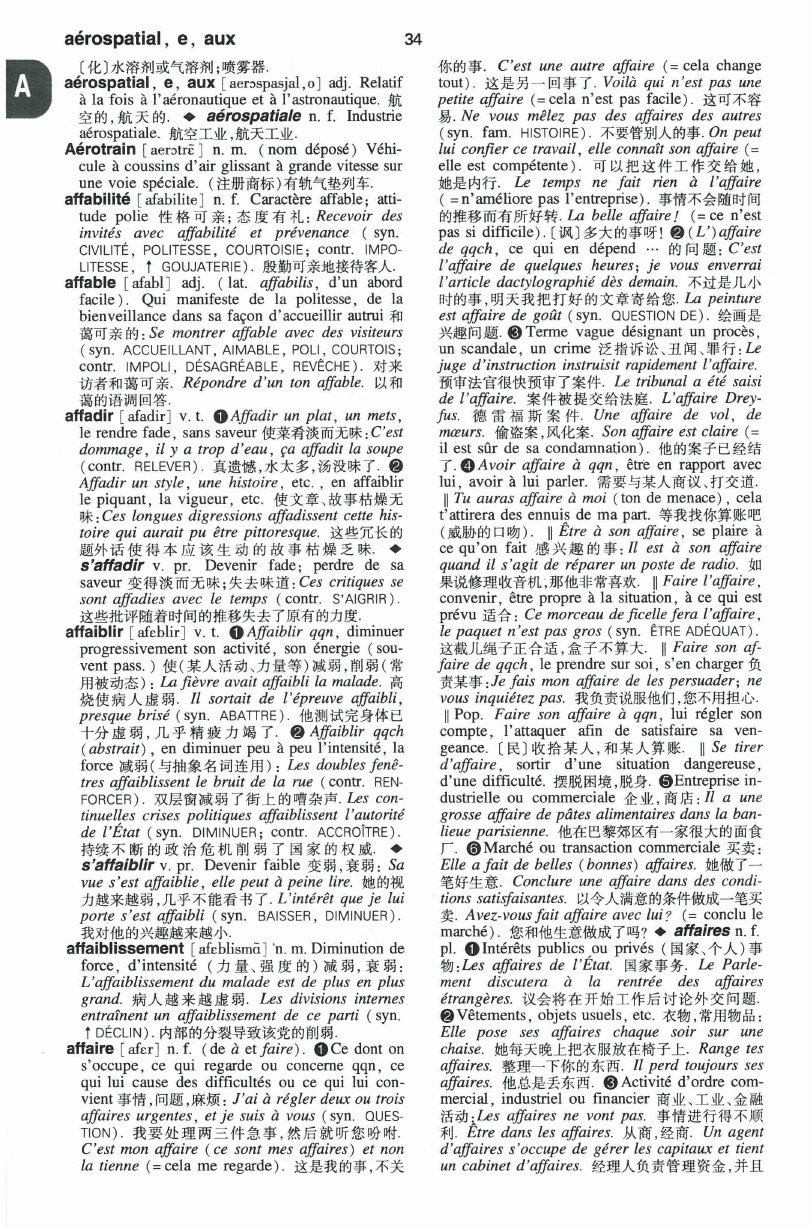 aérospatial, e, aux
34
A
〔化〕水溶剂或气溶剂;喷雾器.
aérospatial, e, aux [aerɔspasjal,o] adj. Relatif
à la fois à l'aéronautique et à l'astronautique. 航
空的,航天的. ◆ aérospatiale n. f. Industrie
aérospatiale. 航空工业,航天工业.
Aérotrain [aerɔtrɛ̃] n. m. (nom déposé) Véhi-
cule à coussins d'air glissant à grande vitesse sur
une voie spéciale. (注册商标)有轨气垫列车.
affabilité [afabilite] n. f. Caractère affable; atti-
tude polie 性格可亲;态度有礼: Recevoir des
invités avec affabilité et prévenance (syn.
CIVILITÉ, POLITESSE, COURTOISIE; contr. IMPO-
LITESSE, ↑ GOUJATERIE). 殷勤可亲地接待客人.
affable [afabl] adj. (lat. affabilis, d'un abord
facile). Qui manifeste de la politesse, de la
bienveillance dans sa façon d'accueillir autrui 和
蔼可亲的: Se montrer affable avec des visiteurs
(syn. ACCUEILLANT, AIMABLE, POLI, COURTOIS;
contr. IMPOLI, DÉSAGRÉABLE, REVÊCHE). 对来
访者和蔼可亲. Répondre d'un ton affable. 以和
蔼的语调回答.
affadir [afadir] v. t. ❶Affadir un plat, un mets,
le rendre fade, sans saveur 使菜肴淡而无味: C'est
dommage, il y a trop d'eau, ça affadit la soupe
(contr. RELEVER). 真遗憾,水太多,汤没味了. ❷
Affadir un style, une histoire, etc., en affaiblir
le piquant, la vigueur, etc. 使文章、故事枯燥无
味: Ces longues digressions affadissent cette his-
toire qui aurait pu être pittoresque. 这些冗长的
题外话使得本应该生动的故事枯燥乏味. ◆
s'affadir v. pr. Devenir fade; perdre de sa
saveur 变得淡而无味;失去味道: Ces critiques se
sont affadies avec le temps (contr. S'AIGRIR).
这些批评随着时间的推移失去了原有的力度.
affaiblir [afɛblir] v. t. ❶Affaiblir qqn, diminuer
progressivement son activité, son énergie (sou-
vent pass.) 使(某人活动、力量等)减弱,削弱(常
用被动态): La fièvre avait affaibli la malade. 高
烧使病人虚弱. Il sortait de l'épreuve affaibli,
presque brisé (syn. ABATTRE). 他测试完身体已
十分虚弱,几乎精疲力竭了. ❷ Affaiblir qqch
(abstrait), en diminuer peu à peu l'intensité, la
force 减弱(与抽象名词连用): Les doubles fenê-
tres affaiblissent le bruit de la rue (contr. REN-
FORCER). 双层窗减弱了街上的嘈杂声. Les con-
tinuelles crises politiques affaiblissent l'autorité
de l'État (syn. DIMINUER; contr. ACCROÎTRE).
持续不断的政治危机削弱了国家的权威. ◆
s'affaiblir v. pr. Devenir faible 变弱,衰弱: Sa
vue s'est affaiblie, elle peut à peine lire. 她的视
力越来越弱,几乎不能看书了. L'intérêt que je lui
porte s'est affaibli (syn. BAISSER, DIMINUER).
我对他的兴趣越来越小.
affaiblissement [afɛblismɑ̃] n. m. Diminution de
force, d'intensité (力量、强度的)减弱,衰弱:
L'affaiblissement du malade est de plus en plus
grand. 病人越来越虚弱. Les divisions internes
entraînent un affaiblissement de ce parti (syn.
↑DÉCLIN). 内部的分裂导致该党的削弱.
affaire [afɛr] n. f. (de à et faire). ❶Ce dont on
s'occupe, ce qui regarde ou concerne qqn, ce
qui lui cause des difficultés ou ce qui lui con-
vient 事情,问题,麻烦: J'ai à régler deux ou trois
affaires urgentes, et je suis à vous (syn. QUES-
TION). 我要处理两三件急事,然后就听您吩咐.
C'est mon affaire (ce sont mes affaires) et non
la tienne (=cela me regarde). 这是我的事,不关
你的事. C'est une autre affaire (= cela change
tout). 这是另一回事了. Voilà qui n'est pas une
petite affaire (=cela n'est pas facile). 这可不容
易. Ne vous mêlez pas des affaires des autres
(syn. fam. HISTOIRE). 不要管别人的事. On peut
lui confier ce travail, elle connaît son affaire (=
elle est compétente). 可以把这件工作交给她,
她是内行. Le temps ne fait rien à l'affaire
(=n'améliore pas l'entreprise). 事情不会随时间
的推移而有所好转. La belle affaire! (=ce n'est
pas si difficile).〔讽〕多大的事呀! ❷(L')affaire
de qqch, ce qui en dépend … 的问题: C'est
l'affaire de quelques heures; je vous enverrai
l'article dactylographié dès demain. 不过是几小
时的事,明天我把打好的文章寄给您. La peinture
est affaire de goût (syn. QUESTION DE). 绘画是
兴趣问题. ❸Terme vague désignant un procès,
un scandale, un crime 泛指诉讼、丑闻、罪行: Le
juge d'instruction instruisit rapidement l'affaire.
预审法官很快预审了案件. Le tribunal a été saisi
de l'affaire. 案件被提交给法庭. L'affaire Drey-
fus. 德雷福斯案件. Une affaire de vol, de
mœurs. 偷盗案,风化案. Son affaire est claire (=
il est sûr de sa condamnation). 他的案子已经结
了. ❹Avoir affaire à qqn, être en rapport avec
lui, avoir à lui parler. 需要与某人商议、打交道.
‖ Tu auras affaire à moi (ton de menace), cela
t'attirera des ennuis de ma part. 等我找你算账吧
(威胁的口吻). ‖ Être à son affaire, se plaire à
ce qu'on fait 感兴趣的事: Il est à son affaire
quand il s'agit de réparer un poste de radio. 如
果说修理收音机,那他非常喜欢. ‖ Faire l'affaire,
convenir, être propre à la situation, à ce qui est
prévu 适合: Ce morceau de ficelle fera l'affaire,
le paquet n'est pas gros (syn. ÊTRE ADÉQUAT).
这截儿绳子正合适,盒子不算大. ‖ Faire son af-
faire de qqch, le prendre sur soi, s'en charger 负
责某事: Je fais mon affaire de les persuader; ne
vous inquiétez pas. 我负责说服他们,您不用担心.
‖ Pop. Faire son affaire à qqn, lui régler son
compte, l'attaquer afin de satisfaire sa ven-
geance. 〔民〕收拾某人,和某人算账. ‖ Se tirer
d'affaire, sortir d'une situation dangereuse,
d'une difficulté. 摆脱困境,脱身. ❺Entreprise in-
dustrielle ou commerciale 企业,商店: Il a une
grosse affaire de pâtes alimentaires dans la ban-
lieue parisienne. 他在巴黎郊区有一家很大的面食
厂. ❻Marché ou transaction commerciale 买卖:
Elle a fait de belles (bonnes) affaires. 她做了一
笔好生意. Conclure une affaire dans des condi-
tions satisfaisantes. 以令人满意的条件做成一笔买
卖. Avez-vous fait affaire avec lui? (= conclu le
marché). 您和他生意做成了吗? ◆ affaires n. f.
pl. ❶Intérêts publics ou privés (国家、个人)事
物: Les affaires de l'État. 国家事务. Le Parle-
ment discutera à la rentrée des affaires
étrangères. 议会将在开始工作后讨论外交问题.
❷Vêtements, objets usuels, etc. 衣物,常用物品:
Elle pose ses affaires chaque soir sur une
chaise. 她每天晚上把衣服放在椅子上. Range tes
affaires. 整理一下你的东西. Il perd toujours ses
affaires. 他总是丢东西. ❸Activité d'ordre com-
mercial, industriel ou financier 商业、工业、金融
活动: Les affaires ne vont pas. 事情进行得不顺
利. Être dans les affaires. 从商,经商. Un agent
d'affaires s'occupe de gérer les capitaux et tient
un cabinet d'affaires. 经理人负责管理资金,并且